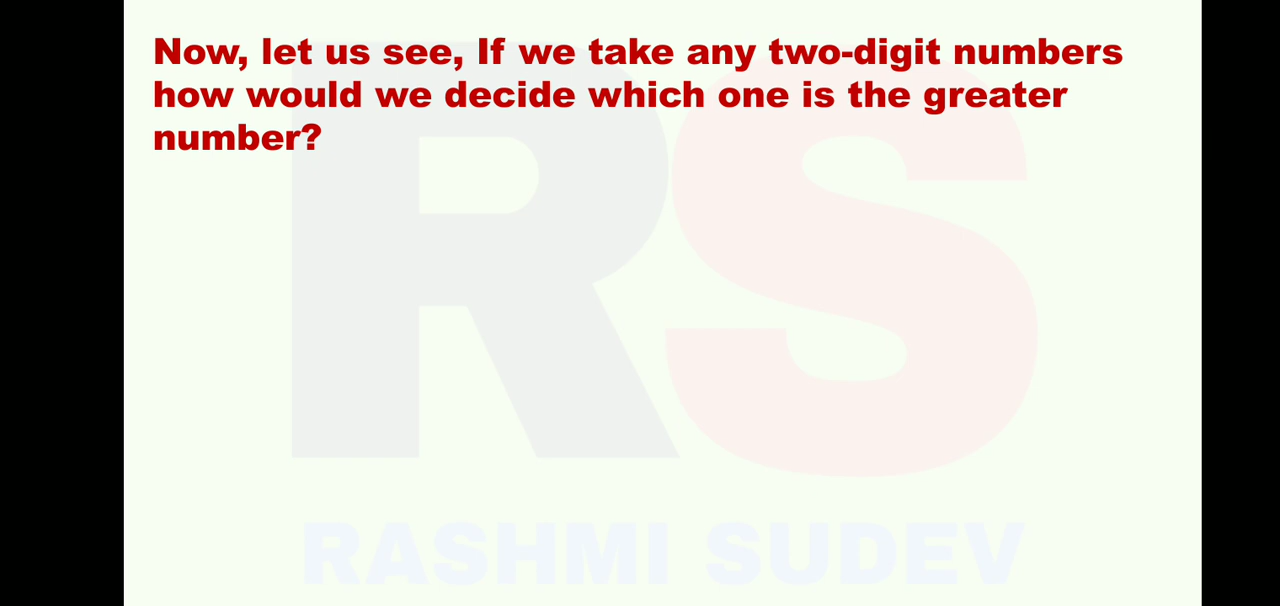 Now, let us see, If we take any two-digit numbers
how would we decide which one is the greater
number?
RS
RASHMI SUDEV